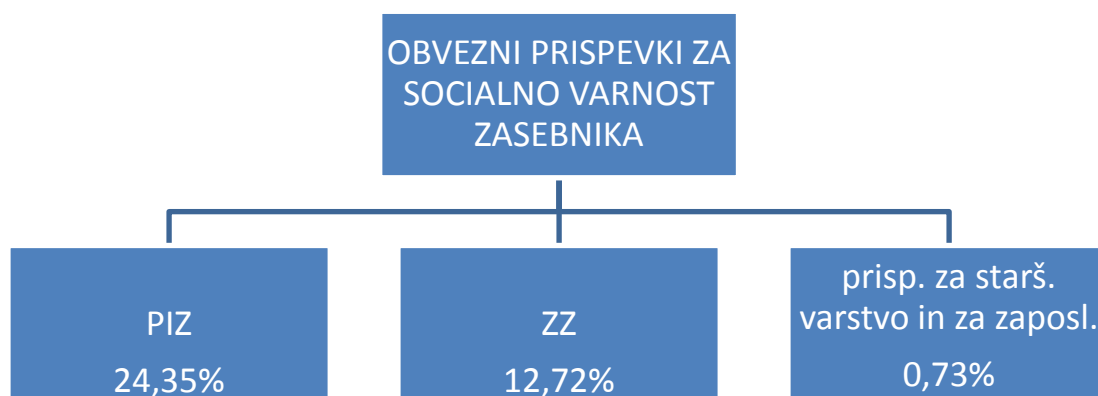 OBVEZNI PRISPEVKI ZA
SOCIALNO VARNOST
ZASEBNIKA
PIZ
24,35%
ZZ
12,72%
prisp. za starš.
varstvo in za zaposl.
0,73%